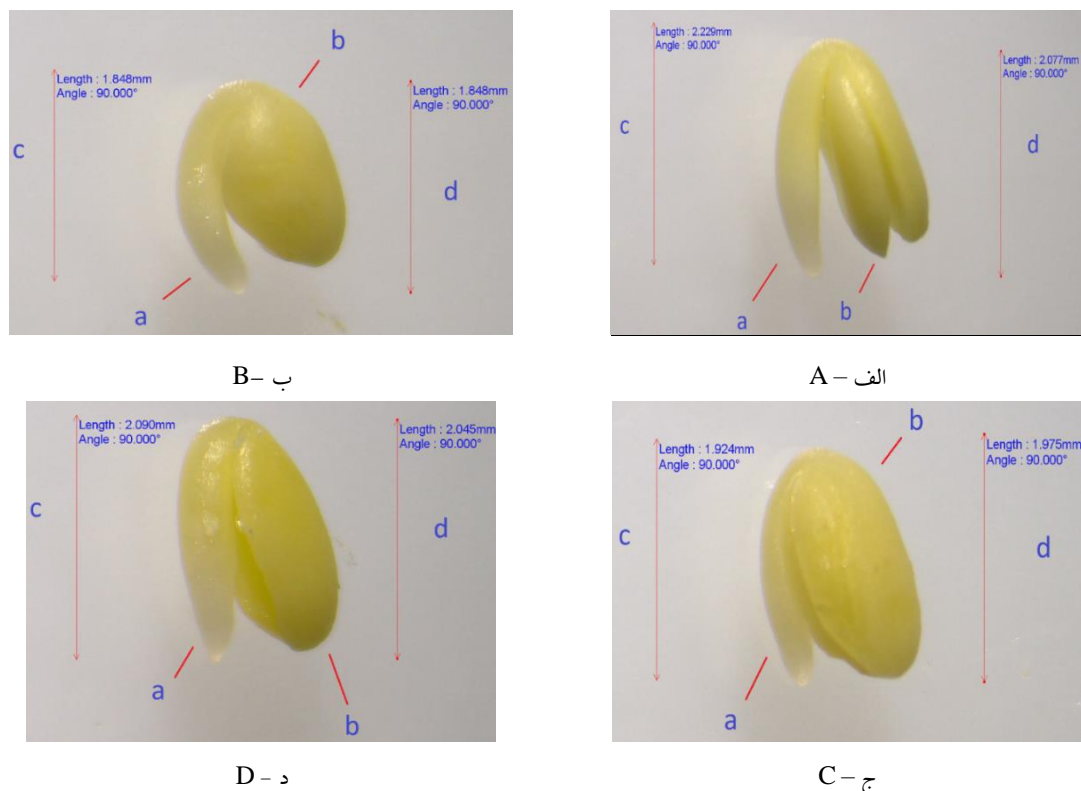 b
Length : 1.848mm
Angle : 90.000°
Length : 1.848mm
Angle : 90.000°
c
d
a
Length : 2.229mm
Angle : 90.000°
Length : 2.077mm
Angle : 90.000°
c
d
a
b
B– ب
A – الف
Length : 2.090mm
Angle : 90.000°
Length : 2.045mm
Angle : 90.000°
c
d
a
b
b
Length : 1.924mm
Angle : 90.000°
Length : 1.975mm
Angle : 90.000°
c
d
a
D - د
C – ج